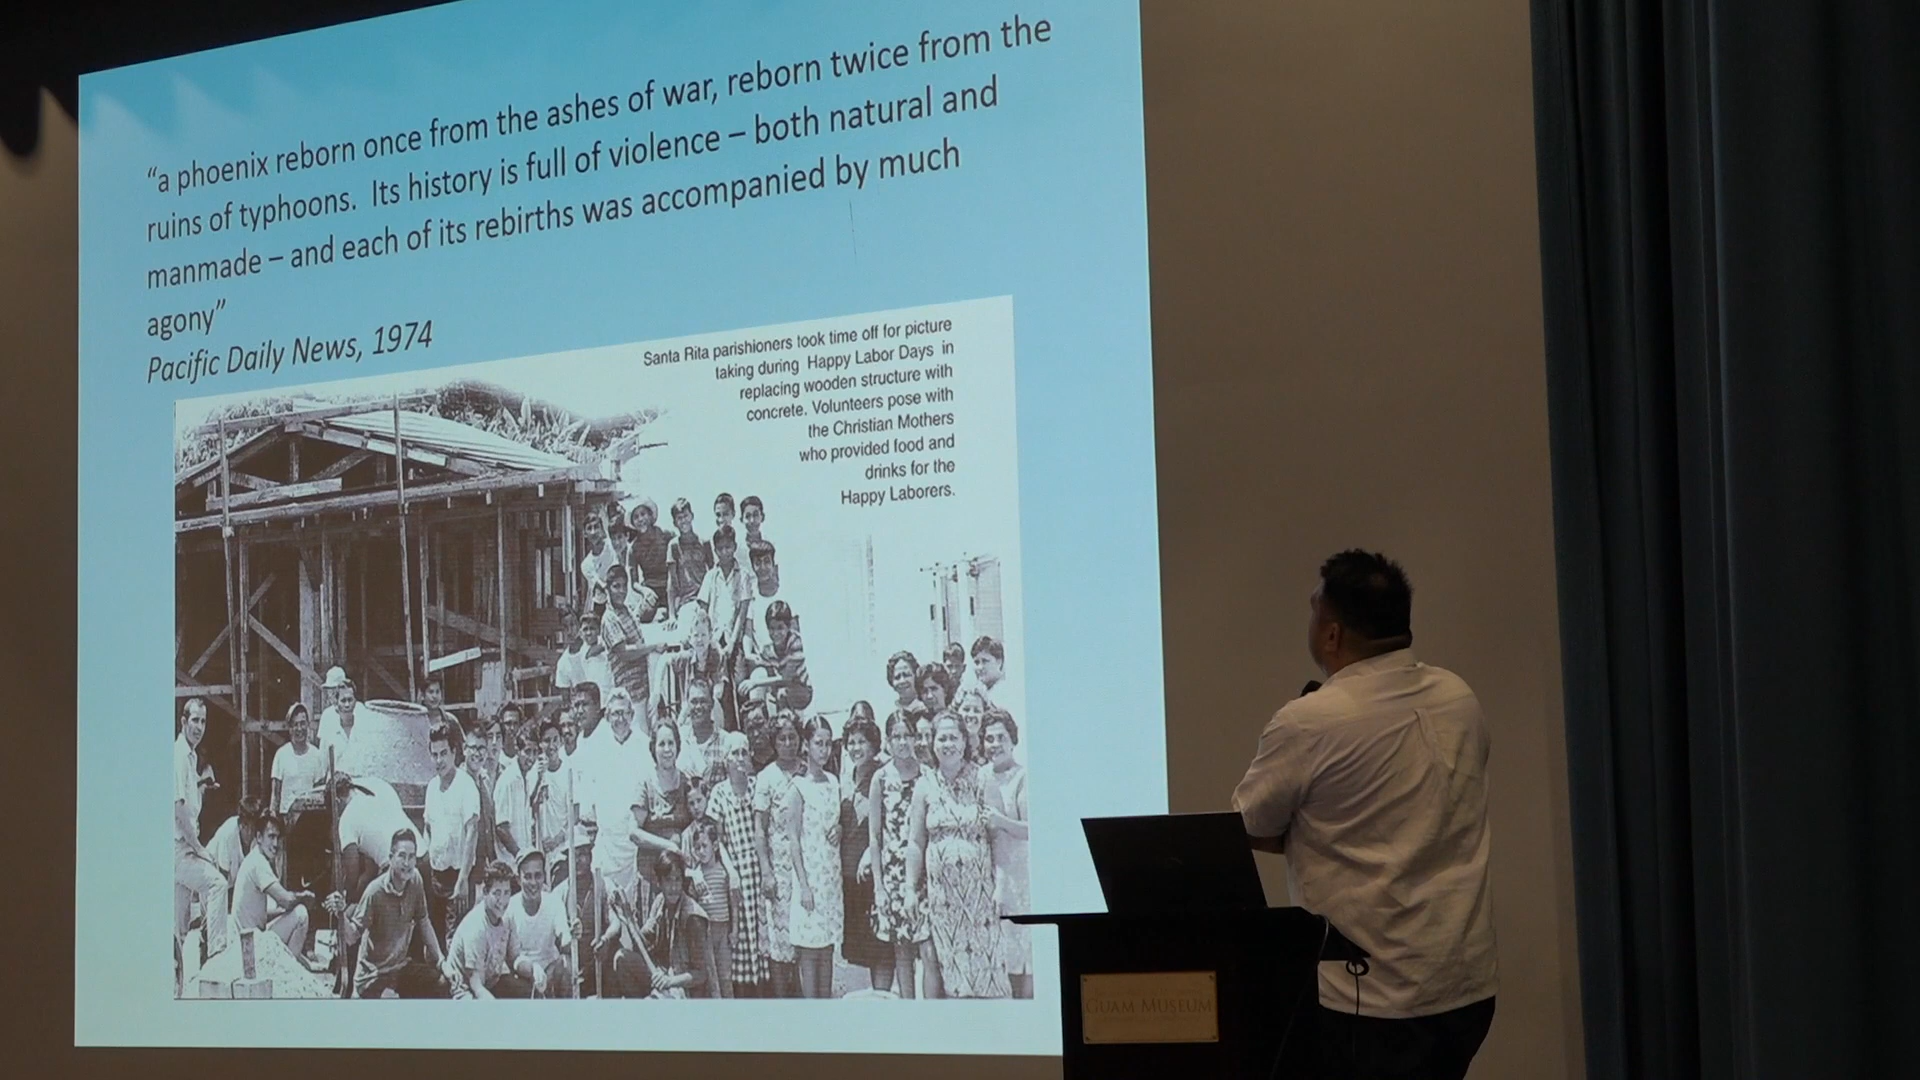 “a phoenix reborn once from the ashes of war, reborn twice from the
ruins of typhoons. Its history is full of violence – both natural and
manmade – and each of its rebirths was accompanied by much
agony”
Pacific Daily News, 1974
Santa Rita parishioners took time off for picture
taking during Happy Labor Days in
replacing wooden structure with
concrete. Volunteers pose with
the Christian Mothers
who provided food and
drinks for the
Happy Laborers.
GUAM MUSEUM